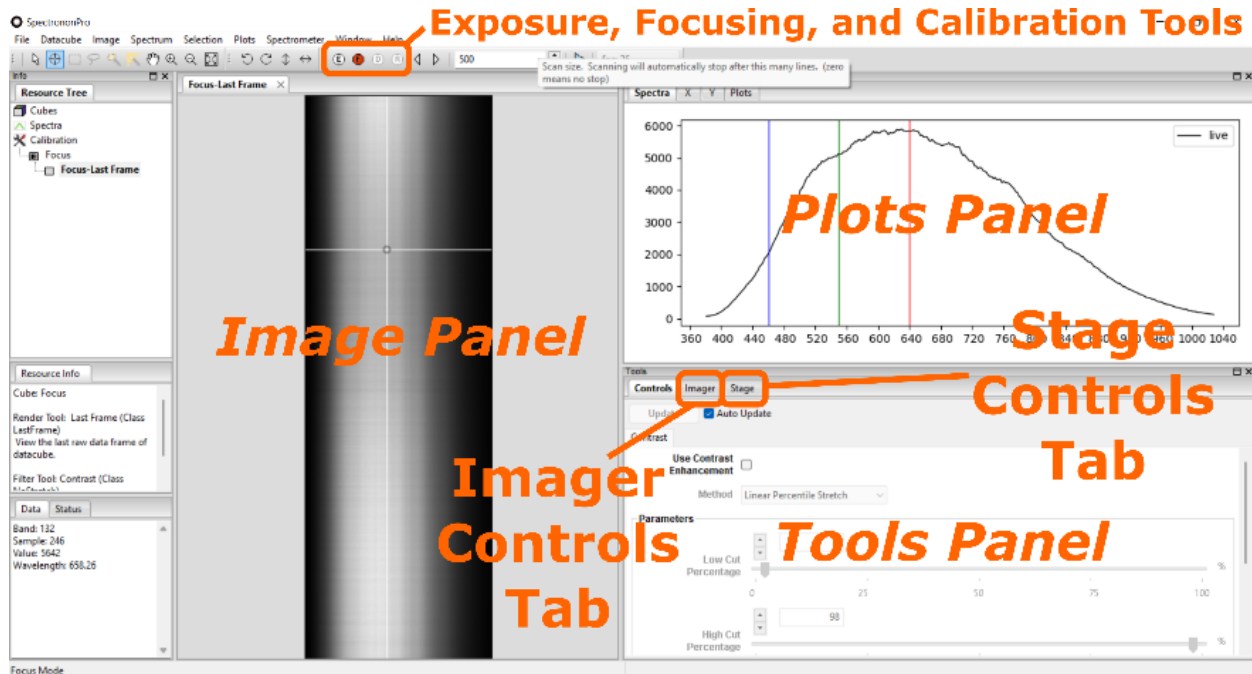 SpectrononPro
Exposure, Focusing, and Calibration Tools
File Datacube Image Spectrum Selection Plots Spectrometer Window Help
500
Scan size. Scanning will automatically stop after this many lines. (zero
means no stop)
Info
Resource Tree
Cubes
Spectra
Calibration
Focus
Focus-Last Frame
Focus-Last Frame
Spectra X Y Plots
live
6000
5000
4000
3000
2000
1000
0
360 400 440 480 520 560 600 640 680 720 760 1000 1040
Plots Panel
Image Panel
Stage
Controls
Tab
Resource Info
Cube: Focus
Render Tool: Last Frame (Class
LastFrame)
View the last raw data frame of
datacube.
Filter Tool: Contrast (Class
Data Status
Band: 132
Sample: 246
Value: 5642
Wavelength: 658.26
Tools
Controls Imager Stage
Auto Update
Contrast
Use Contrast
Enhancement
Imager
Controls
Tab
Method Linear Percentile Stretch
Parameters
Tools Panel
Low Cut
Percentage
%
0 25 50 75 100
98
High Cut
Percentage
%
Focus Mode